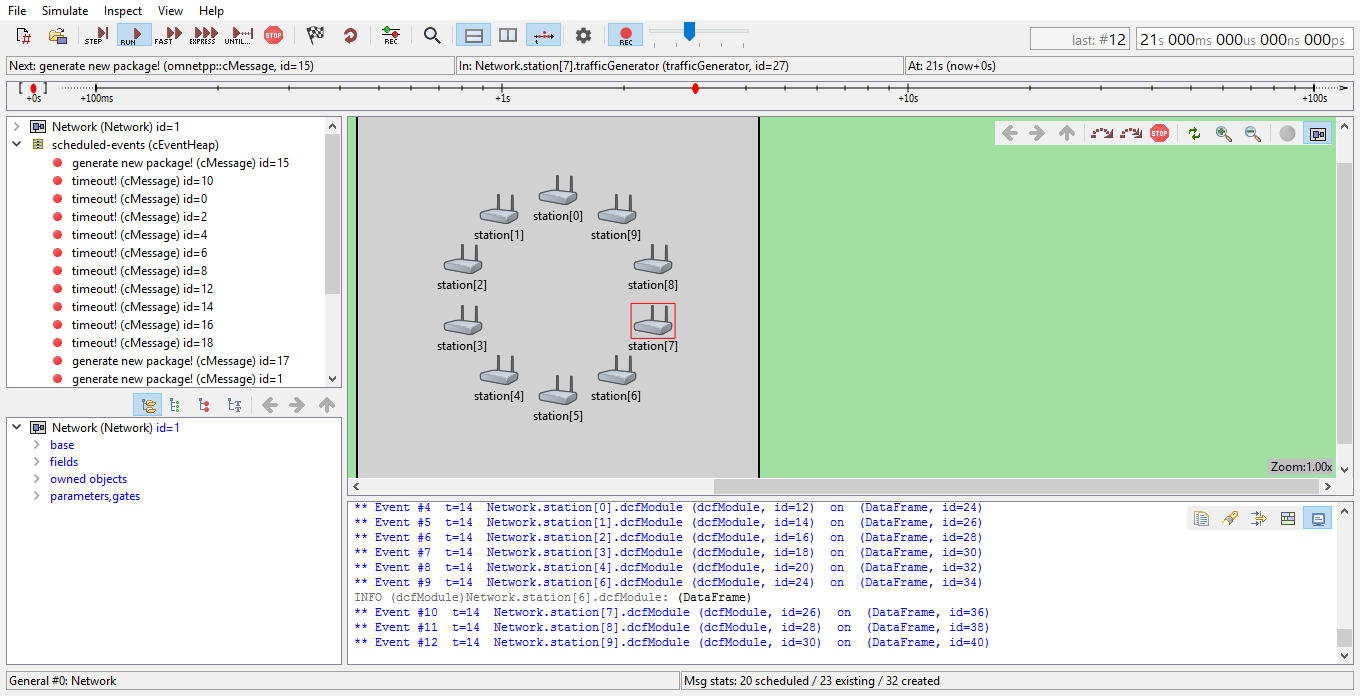 File Simulate Inspect View Help
STEP RUN FAST EXPRESS UNTIL... STOP REC REC last: #12 21s 000ms 000us 000ns 000ps
Next: generate new package! (omnetpp::cMessage, id=15) In: Network.station[7].trafficGenerator (trafficGenerator, id=27) At: 21s (now+0s)
+0s +100ms +1s +10s +100s
Network (Network) id=1
scheduled-events (cEventHeap)
generate new package! (cMessage) id=15
timeout! (cMessage) id=10
timeout! (cMessage) id=0
timeout! (cMessage) id=2
timeout! (cMessage) id=4
timeout! (cMessage) id=6
timeout! (cMessage) id=8
timeout! (cMessage) id=12
timeout! (cMessage) id=14
timeout! (cMessage) id=16
timeout! (cMessage) id=18
generate new package! (cMessage) id=17
generate new package! (cMessage) id=1
Network (Network) id=1
base
fields
owned objects
parameters,gates
STOP
station[0]
station[1] station[9]
station[2] station[8]
station[3] station[7]
station[4] station[6]
station[5]
Zoom:1.00x
** Event #4 t=14 Network.station[0].dcfModule (dcfModule, id=12) on (DataFrame, id=24)
** Event #5 t=14 Network.station[1].dcfModule (dcfModule, id=14) on (DataFrame, id=26)
** Event #6 t=14 Network.station[2].dcfModule (dcfModule, id=16) on (DataFrame, id=28)
** Event #7 t=14 Network.station[3].dcfModule (dcfModule, id=18) on (DataFrame, id=30)
** Event #8 t=14 Network.station[4].dcfModule (dcfModule, id=20) on (DataFrame, id=32)
** Event #9 t=14 Network.station[6].dcfModule (dcfModule, id=24) on (DataFrame, id=34)
INFO (dcfModule)Network.station[6].dcfModule: (DataFrame)
** Event #10 t=14 Network.station[7].dcfModule (dcfModule, id=26) on (DataFrame, id=36)
** Event #11 t=14 Network.station[8].dcfModule (dcfModule, id=28) on (DataFrame, id=38)
** Event #12 t=14 Network.station[9].dcfModule (dcfModule, id=30) on (DataFrame, id=40)
General #0: Network Msg stats: 20 scheduled / 23 existing / 32 created